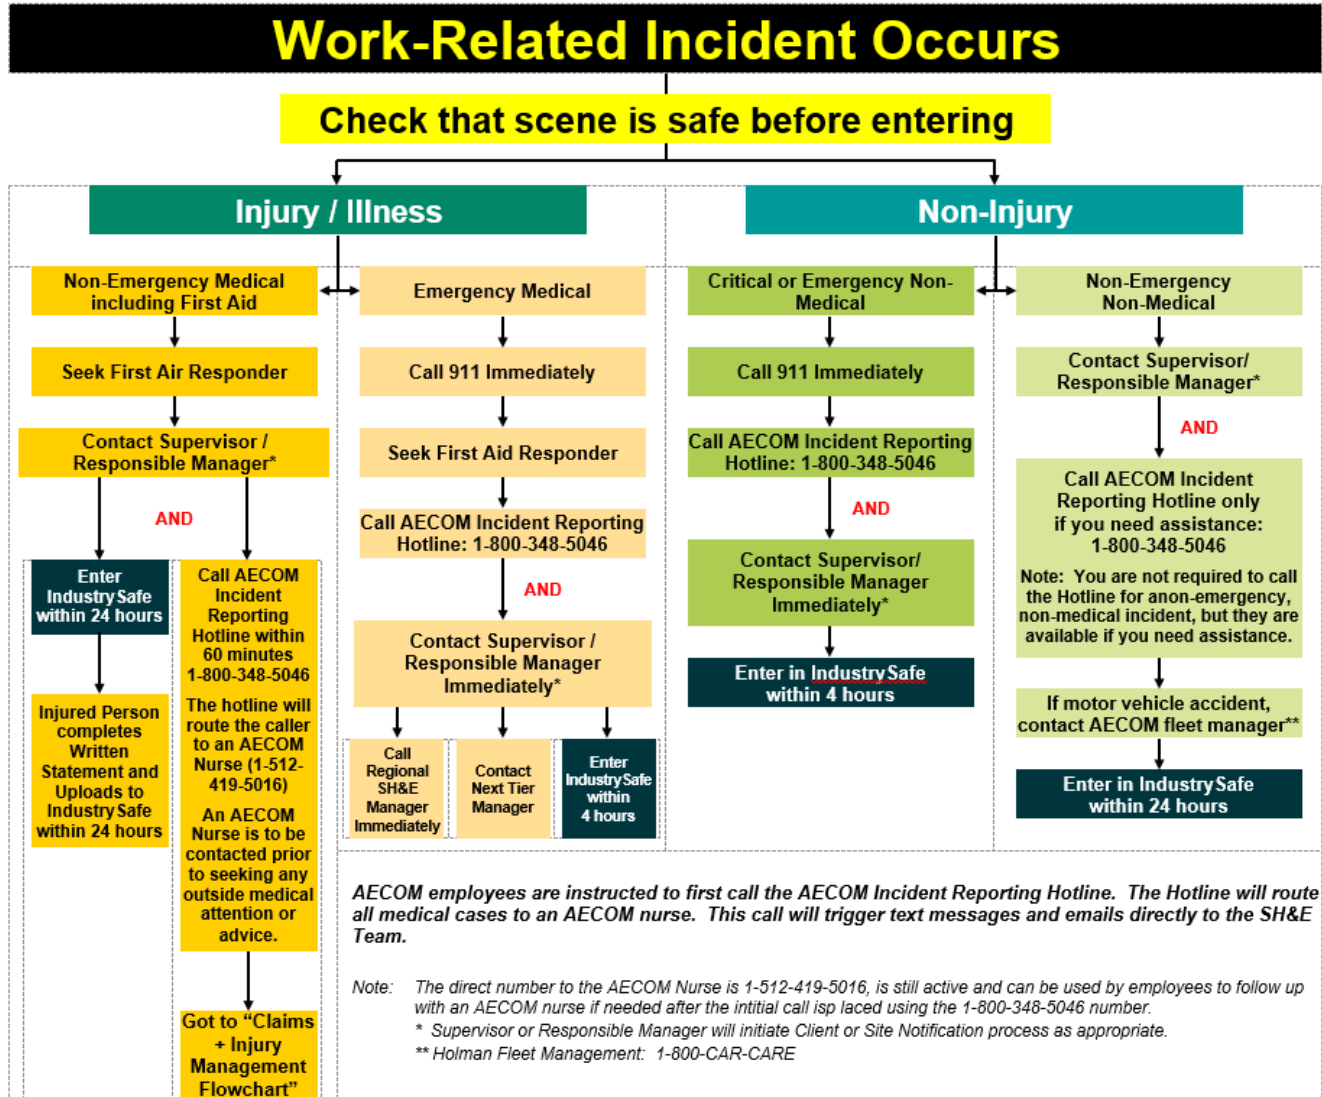 Work-Related Incident Occurs
Check that scene is safe before entering
Injury / Illness
Non-Emergency Medical
including First Aid
Seek First Air Responder
Contact Supervisor /
Responsible Manager*
AND
Enter
IndustrySafe
within 24 hours
Injured Person
completes
Written
Statement and
Uploads to
IndustrySafe
within 24 hours
Call AECOM
Incident
Reporting
Hotline within
60 minutes
1-800-348-5046
The hotline will
route the caller
to an AECOM
Nurse (1-512-
419-5016)
An AECOM
Nurse is to be
contacted prior
to seeking any
outside medical
attention or
advice.
Got to “Claims
+ Injury
Management
Flowchart”
Emergency Medical
Call 911 Immediately
Seek First Aid Responder
Call AECOM Incident Reporting
Hotline: 1-800-348-5046
AND
Contact Supervisor /
Responsible Manager
Immediately*
Call
Regional
SH&E
Manager
Immediately
Contact
Next Tier
Manager
Enter
IndustrySafe
within
4 hours
Non-Injury
Critical or Emergency Non-
Medical
Call 911 Immediately
Call AECOM Incident Reporting
Hotline: 1-800-348-5046
AND
Contact Supervisor/
Responsible Manager
Immediately*
Enter in IndustrySafe
within 4 hours
Non-Emergency
Non-Medical
Contact Supervisor/
Responsible Manager*
AND
Call AECOM Incident
Reporting Hotline only
if you need assistance:
1-800-348-5046
Note: You are not required to call
the Hotline for anon-emergency,
non-medical incident, but they are
available if you need assistance.
If motor vehicle accident,
contact AECOM fleet manager**
Enter in IndustrySafe
within 24 hours
AECOM employees are instructed to first call the AECOM Incident Reporting Hotline. The Hotline will route
all medical cases to an AECOM nurse. This call will trigger text messages and emails directly to the SH&E
Team.
Note: The direct number to the AECOM Nurse is 1-512-419-5016, is still active and can be used by employees to follow up
with an AECOM nurse if needed after the intitial call isp laced using the 1-800-348-5046 number.
* Supervisor or Responsible Manager will initiate Client or Site Notification process as appropriate.
** Holman Fleet Management: 1-800-CAR-CARE